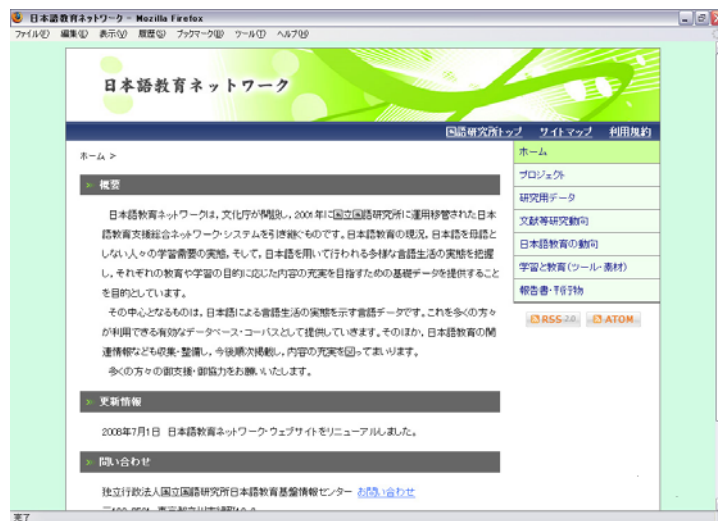 日本語教育ネットワーク - Mozilla Firefox
ファイル(F) 編集(E) 表示(V) 履歴(S) ブックマーク(B) ツール(T) ヘルプ(H)
日本語教育ネットワーク
国語研究所トップ サイトマップ 利用規約
ホーム >
概要
日本語教育ネットワークは，文化庁が開設し，2001年に国立国語研究所に運用移管された日本
語教育支援総合ネットワーク・システムを引き継ぐものです。日本語教育の現況，日本語を母語と
しない人々の学習需要の実態，そして，日本語を用いて行われる多様な言語生活の実態を把握
し，それぞれの教育や学習の目的に応じた内容の充実を目指すための基礎データを提供すること
を目的としています。
その中心となるものは，日本語による言語生活の実態を示す言語データです。これを多くの方々
が利用できる有効なデータベース・コーパスとして提供していきます。そのほか，日本語教育の関
連情報なども収集・整備し，今後順次掲載し，内容の充実を図ってまいります。
多くの方々の御支援・御協力をお願いいたします。
更新情報
2008年7月1日 日本語教育ネットワーク・ウェブサイトをリニューアルしました。
問い合わせ
独立行政法人国立国語研究所日本語教育基盤情報センター お問い合わせ
ホーム
プロジェクト
研究用データ
文献等研究動向
日本語教育の動向
学習と教育(ツール・素材)
報告書・刊行物
RSS 2.0 ATOM
完了